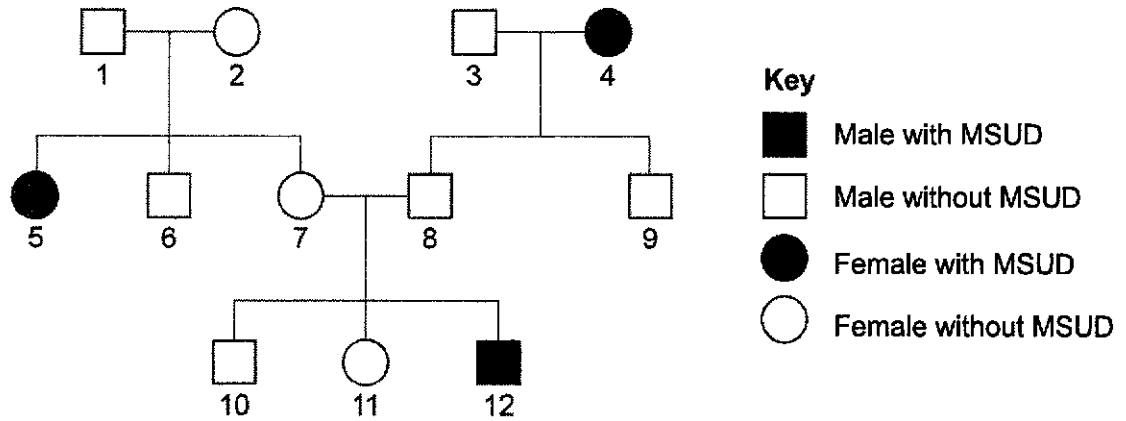 1 2 3 4
Key
Male with MSUD
Male without MSUD
Female with MSUD
Female without MSUD
5 6 7 8 9
10 11 12